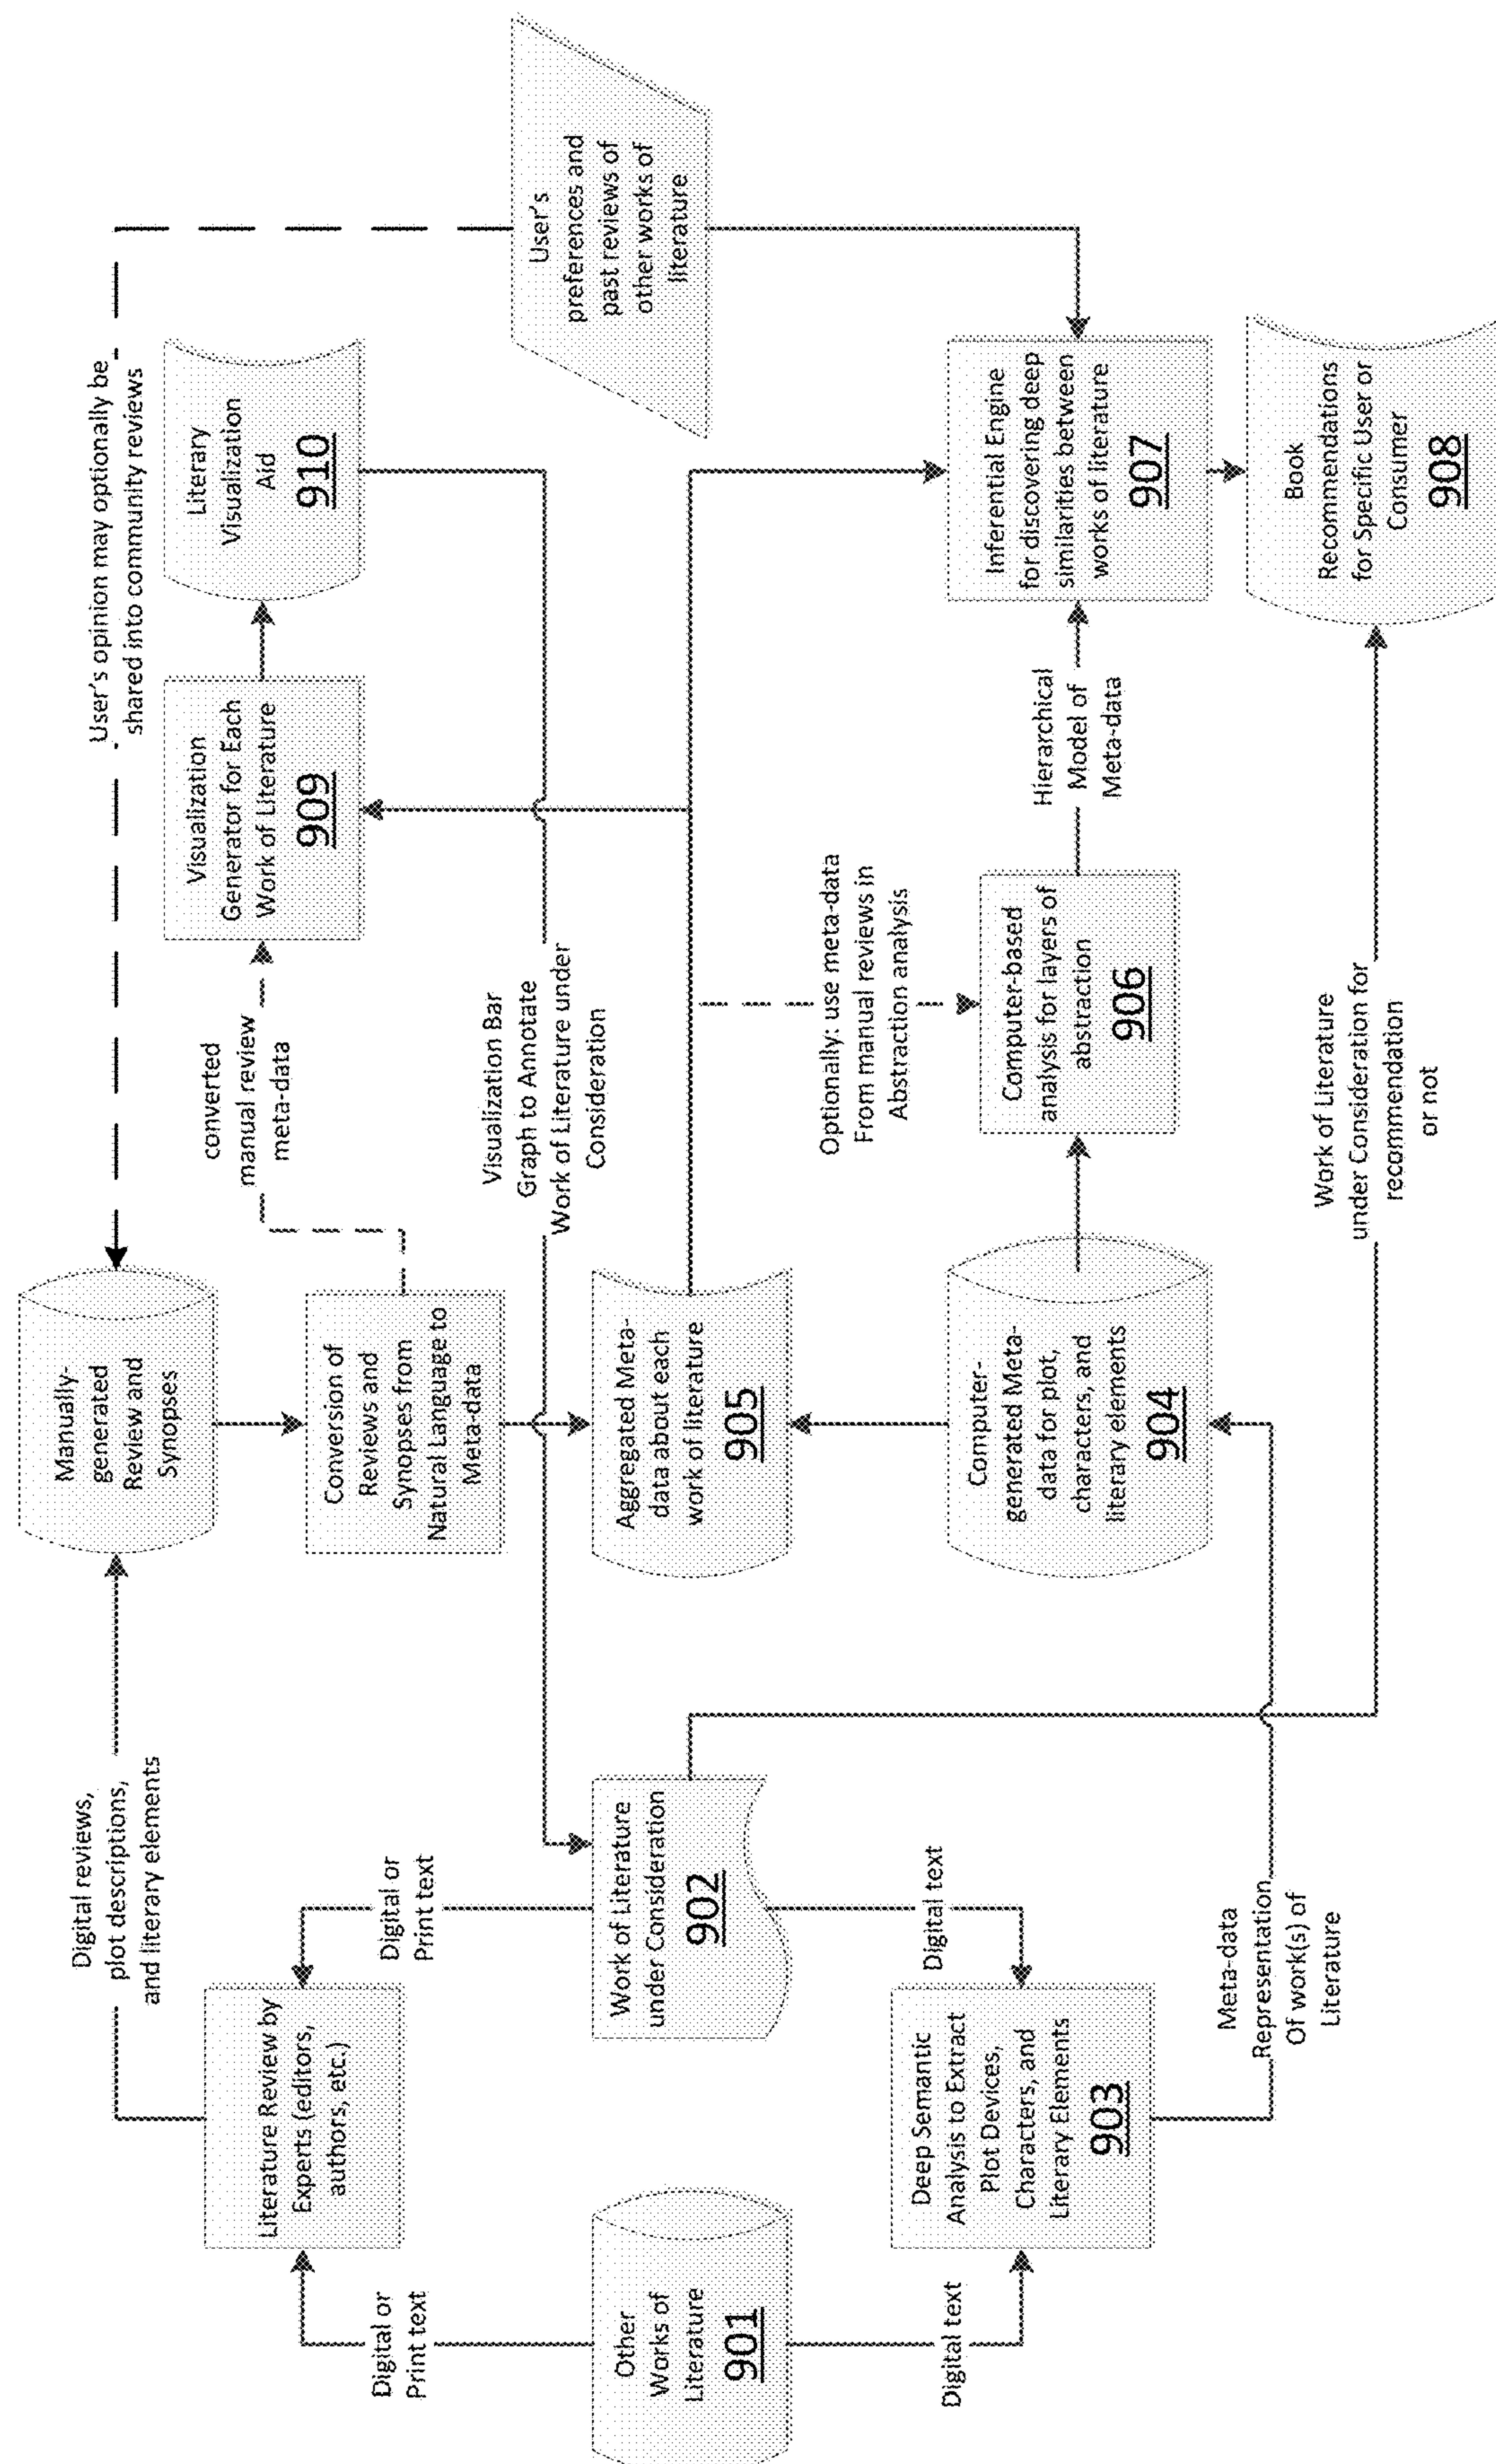 Other
Works of
Literature
901
Digital or
Print text
Digital text
Literature Review by
Experts (editors,
authors, etc.)
Digital reviews,
plot descriptions,
and literary elements
Digital or
Print text
Work of Literature
under Consideration
902
Digital text
Deep Semantic
Analysis to Extract
Plot Devices,
Characters, and
Literary Elements
903
Meta-data
Representation
Of work(s) of
Literature
Manually-
generated
Review and
Synopses
Conversion of
Reviews and
Synopses from
Natural Language to
Meta-data
Aggregated Meta-
data about each
work of literature
905
Computer-
generated Meta-
data for plot,
characters, and
literary elements
904
converted
manual review
meta-data
Visualization Bar
Graph to Annotate
Work of Literature under
Consideration
Optionally: use meta-data
From manual reviews in
Abstraction analysis
Computer-based
analysis for layers of
abstraction
906
Work of Literature
under Consideration for
recommendation
or not
User's opinion may optionally be
shared into community reviews
Visualization
Generator for Each
Work of Literature
909
Hierarchical
Model of
Meta-data
Literary
Visualization
Aid
910
Inferential Engine
for discovering deep
similarities between
works of literature
907
Book
Recommendations
for Specific User or
Consumer
908
User's
preferences and
past reviews of
other works of
literature